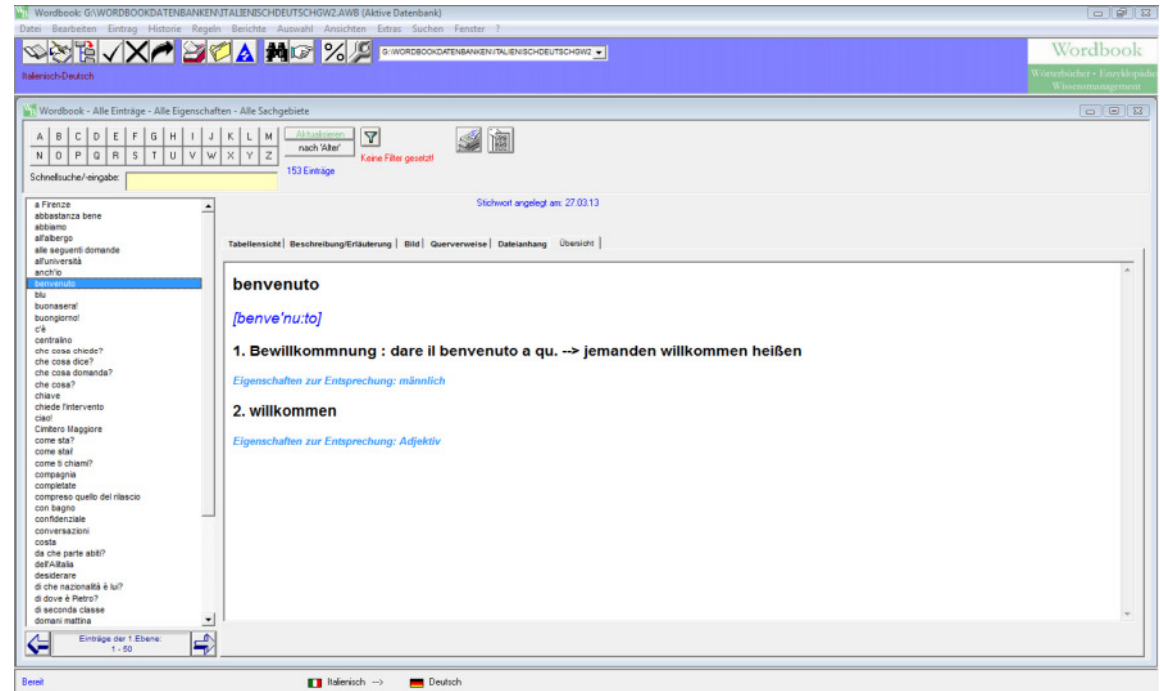 Wordbook: G:\WORDBOOKDATENBANKEN\ITALIENISCHDEUTSCHGW2.AWB (Aktive Datenbank)
Datei Bearbeiten Eintrag Historie Regeln Berichte Auswahl Ansichten Extras Suchen Fenster ?
G:\WORDBOOKDATENBANKEN\ITALIENISCHDEUTSCHGW2
Wordbook
Italienisch-Deutsch
Wörterbücher • Enzyklopädie
Wissensmanagement
Wordbook - Alle Einträge - Alle Eigenschaften - Alle Sachgebiete
A B C D E F G H I J K L M
Aktualisieren
N O P Q R S T U V W X Y Z
nach 'Alter'
Keine Filter gesetzt!
153 Einträge
Schnellsuche/-eingabe:
Stichwort angelegt am: 27.03.13
a Firenze
abbastanza bene
abbiamo
all'albergo
alle seguenti domande
all'università
anch'io
benvenuto
blu
buonasera!
buongiorno!
c'è
centralino
che cosa chiede?
che cosa dice?
che cosa domanda?
che cosa?
chiave
chiede l'intervento
ciao!
Cimitero Maggiore
come sta?
come stai!
come ti chiami?
compagnia
completate
compreso quello del rilascio
con bagno
confidenziale
conversazioni
costa
da che parte abiti?
dell'Alitalia
desiderare
di che nazionalità è lui?
di dove è Pietro?
di seconda classe
domani mattina
Tabellensicht Beschreibung/Erläuterung Bild Querverweise Dateianhang Übersicht
benvenuto
[benve'nu:to]
1. Bewillkommnung : dare il benvenuto a qu. --> jemanden willkommen heißen
Eigenschaften zur Entsprechung: männlich
2. willkommen
Eigenschaften zur Entsprechung: Adjektiv
Einträge der 1.Ebene:
1 - 50
Bereit
Italienisch --> Deutsch